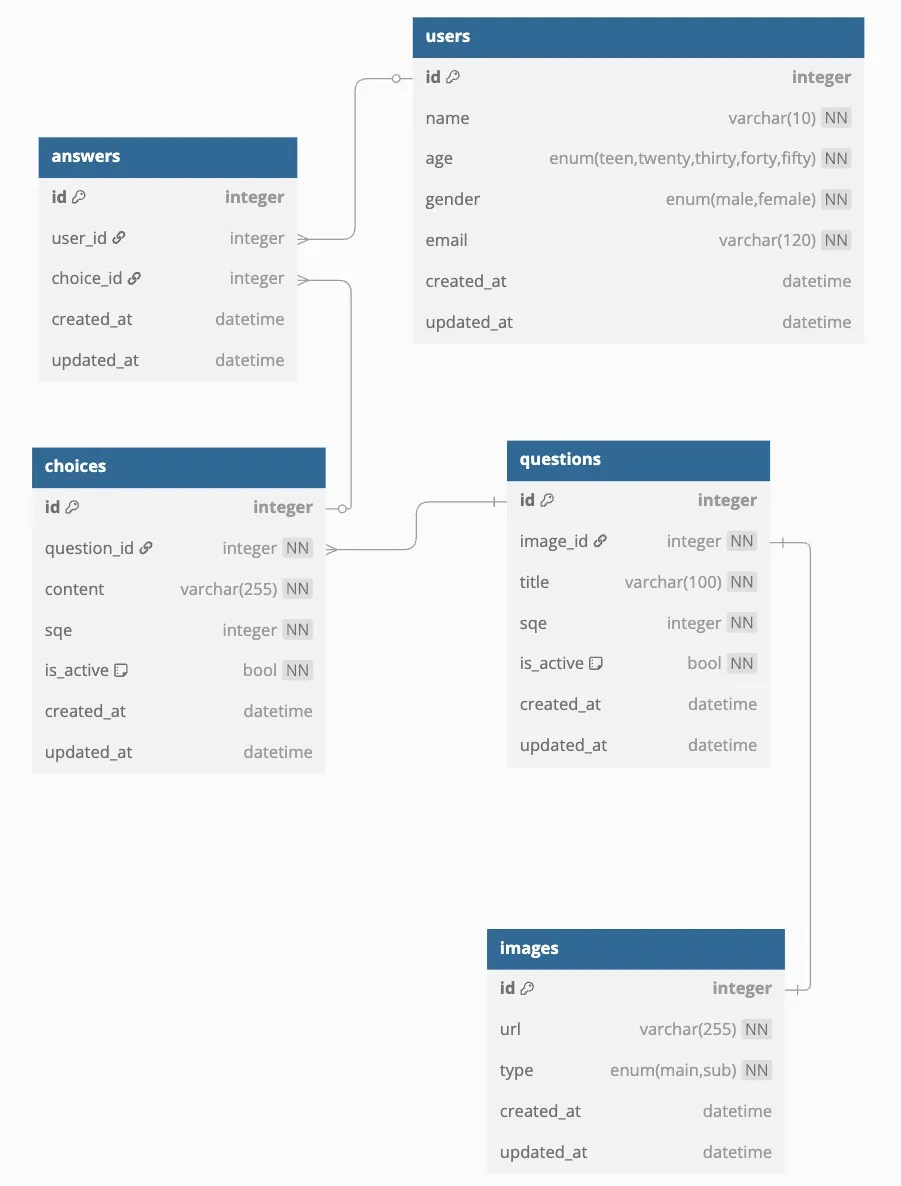 users
id integer
name varchar(10) NN
age enum(teen,twenty,thirty,forty,fifty) NN
gender enum(male,female) NN
email varchar(120) NN
created_at datetime
updated_at datetime
answers
id integer
user_id integer
choice_id integer
created_at datetime
updated_at datetime
choices
id integer
question_id integer NN
content varchar(255) NN
sqe integer NN
is_active bool NN
created_at datetime
updated_at datetime
questions
id integer
image_id integer NN
title varchar(100) NN
sqe integer NN
is_active bool NN
created_at datetime
updated_at datetime
images
id integer
url varchar(255) NN
type enum(main,sub) NN
created_at datetime
updated_at datetime